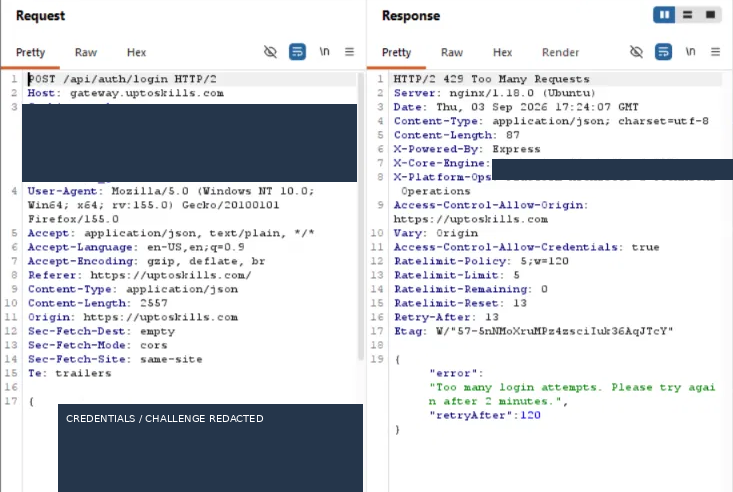 Request
Pretty Raw Hex
\n
1 POST /api/auth/login HTTP/2
2 Host: gateway.uptoskills.com
3
4 User-Agent: Mozilla/5.0 (Windows NT 10.0;
Win64; x64; rv:155.0) Gecko/20100101
Firefox/155.0
5 Accept: application/json, text/plain, */*
6 Accept-Language: en-US,en;q=0.9
7 Accept-Encoding: gzip, deflate, br
8 Referer: https://uptoskills.com/
9 Content-Type: application/json
10 Content-Length: 2557
11 Origin: https://uptoskills.com
12 Sec-Fetch-Dest: empty
13 Sec-Fetch-Mode: cors
14 Sec-Fetch-Site: same-site
15 Te: trailers
16
17 {
CREDENTIALS / CHALLENGE REDACTED
Response
Pretty Raw Hex Render
\n
1 HTTP/2 429 Too Many Requests
2 Server: nginx/1.18.0 (Ubuntu)
3 Date: Thu, 03 Sep 2026 17:24:07 GMT
4 Content-Type: application/json; charset=utf-8
5 Content-Length: 87
6 X-Powered-By: Express
7 X-Core-Engine:
8 X-Platform-Ops:
Operations
9 Access-Control-Allow-Origin:
https://uptoskills.com
10 Vary: Origin
11 Access-Control-Allow-Credentials: true
12 Ratelimit-Policy: 5;w=120
13 Ratelimit-Limit: 5
14 Ratelimit-Remaining: 0
15 Ratelimit-Reset: 13
16 Retry-After: 13
17 Etag: W/"57-5nNMoXruMPz4zsciIuk36AqJTcY"
18
19 {
"error":
"Too many login attempts. Please try agai
n after 2 minutes.",
"retryAfter":120
}